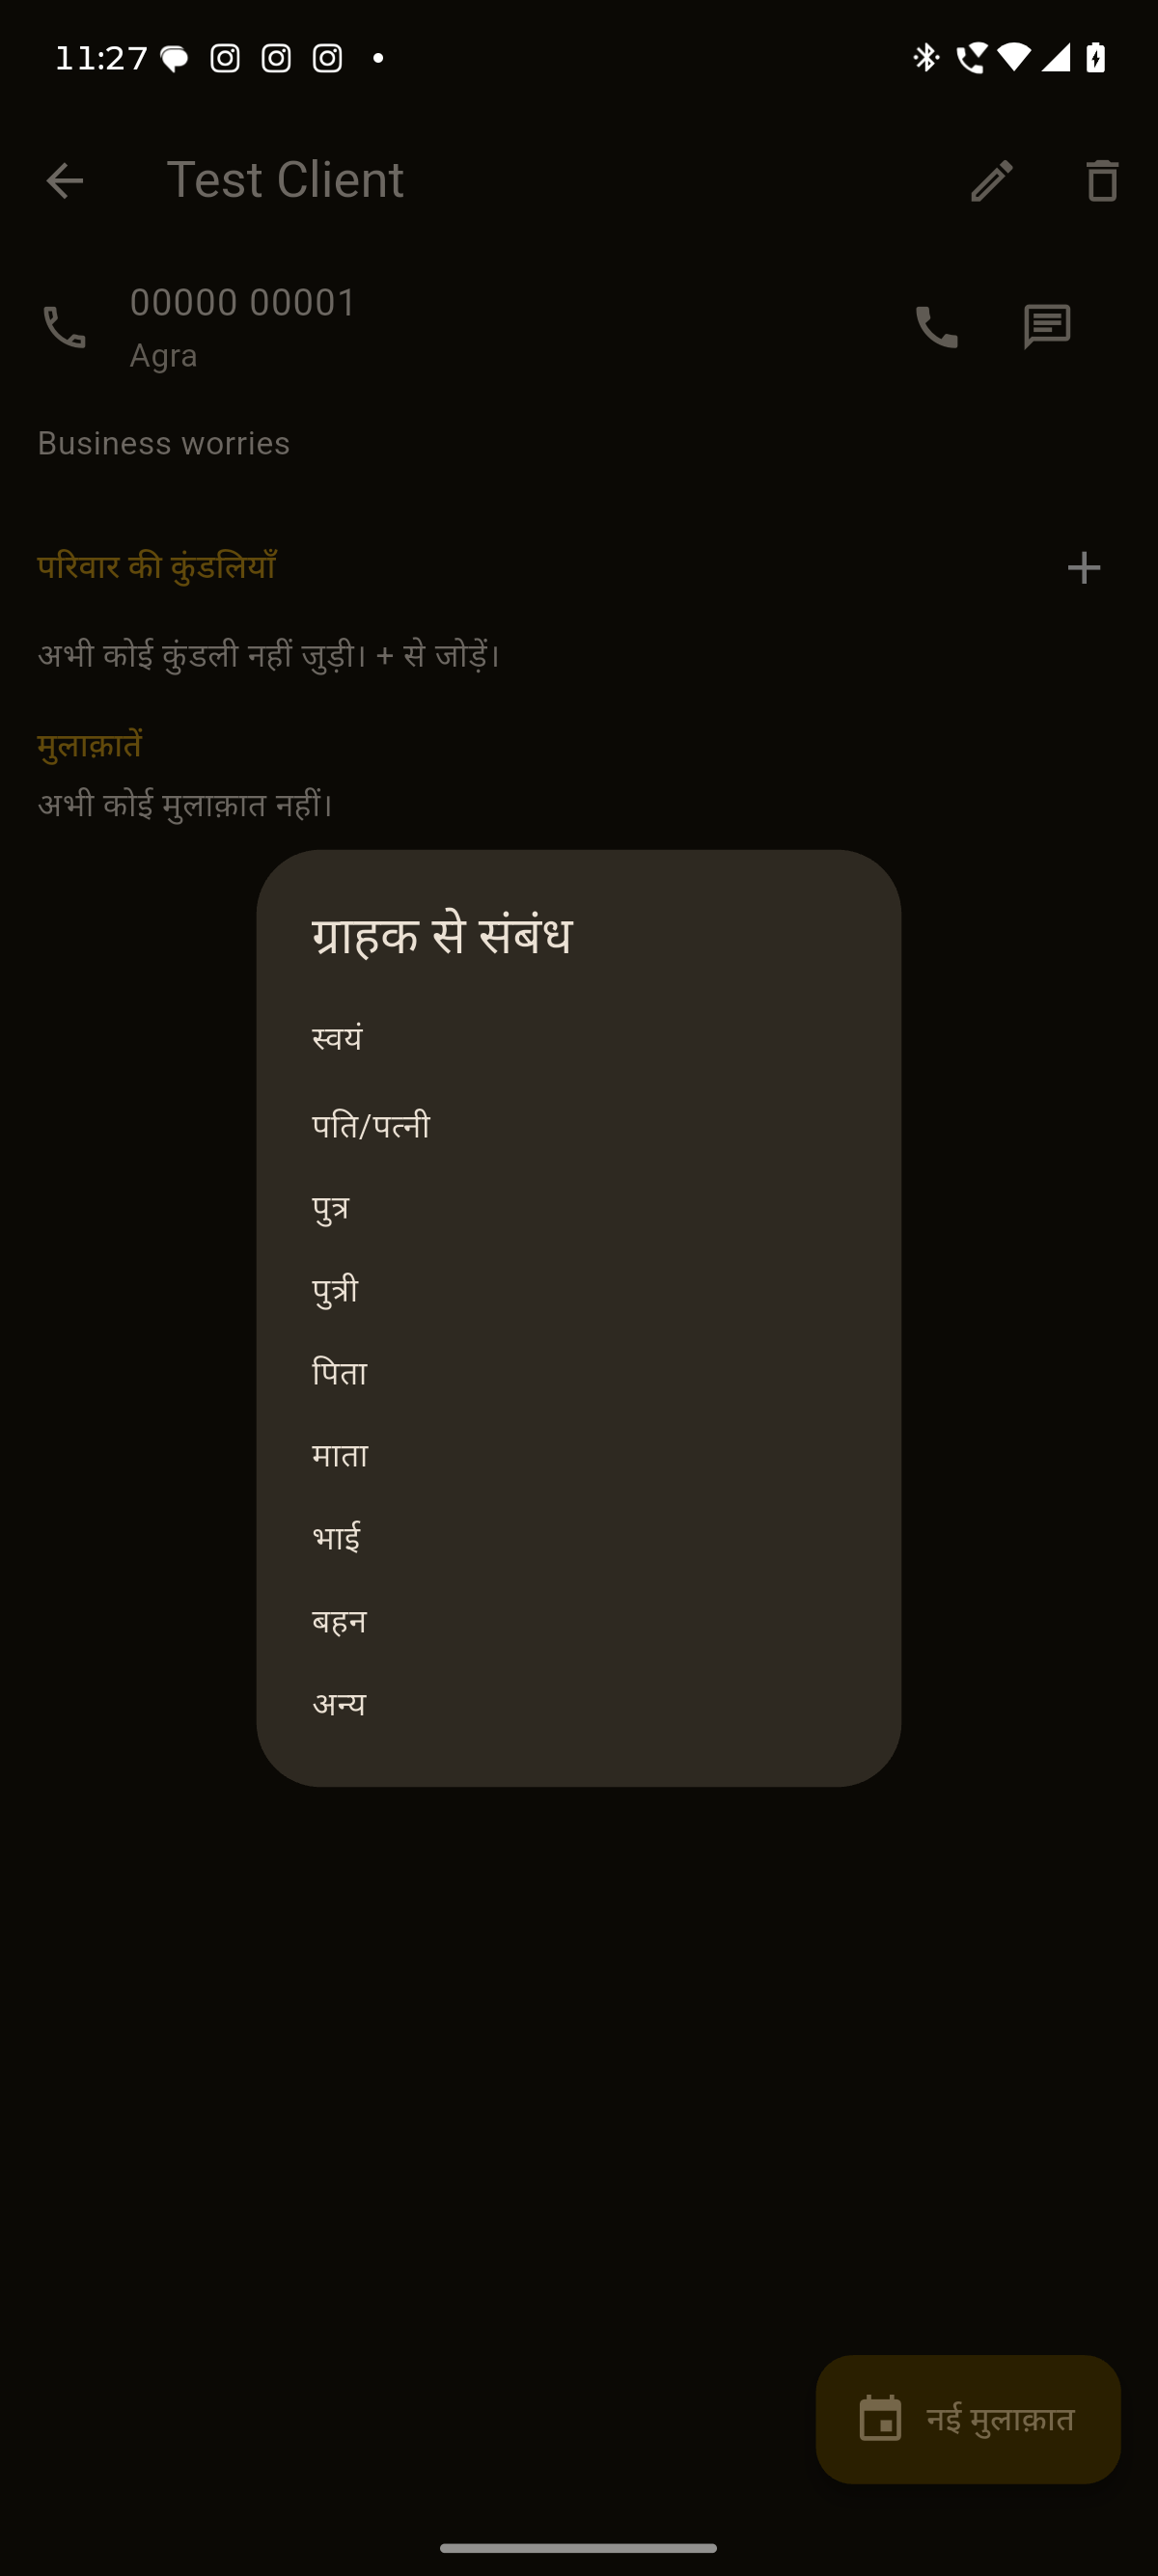 11:27
Test Client
00000 00001
Agra
Business worries
परिवार की कुंडलियाँ
अभी कोई कुंडली नहीं जुड़ी। + से जोड़ें।
मुलाक़ातें
अभी कोई मुलाक़ात नहीं।
ग्राहक से संबंध
स्वयं
पति/पत्नी
पुत्र
पुत्री
पिता
माता
भाई
बहन
अन्य
नई मुलाक़ात